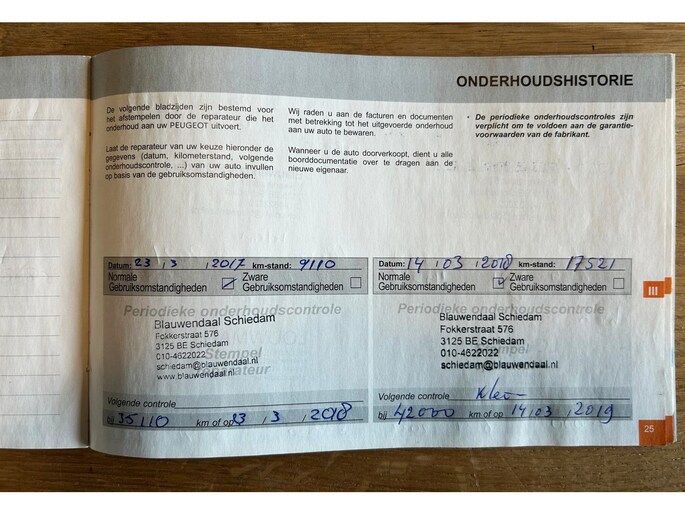 ONDERHOUDSHISTORIE
De volgende bladzijden zijn bestemd voor
het afstempelen door de reparateur die het
onderhoud aan uw PEUGEOT uitvoert.
Laat de reparateur van uw keuze hieronder de
gegevens (datum, kilometerstand, volgende
onderhoudscontrole, ...) van uw auto invullen
op basis van de gebruiksomstandigheden.
Wij raden u aan de facturen en documenten
met betrekking tot het uitgevoerde onderhoud
aan uw auto te bewaren.
Wanneer u de auto doorverkoopt, dient u alle
boorddocumentatie over te dragen aan de
nieuwe eigenaar.
• De periodieke onderhoudscontroles zijn
verplicht om te voldoen aan de garantie-
voorwaarden van de fabrikant.
Datum: 23 / 3 / 2017 km-stand: 9110
Normale
Gebruiksomstandigheden
Zware
Gebruiksomstandigheden
Periodieke onderhoudscontrole
Blauwendaal Schiedam
Fokkerstraat 576
3125 BE Schiedam
010-4622022
Stempel
schiedam@blauwendaal.nl
www.blauwendaal.nl
Volgende controle
bij 35110 km of op 23 / 3 / 2018
Datum: 14 / 03 / 2018 km-stand: 17521
Normale
Gebruiksomstandigheden
Zware
Gebruiksomstandigheden
Periodieke onderhoudscontrole
Blauwendaal Schiedam
Fokkerstraat 576
3125 BE Schiedam
010-4622022
Stempel
schiedam@blauwendaal.nl
Volgende controle
bij 42000 km of op 14 / 03 / 2019
III
25